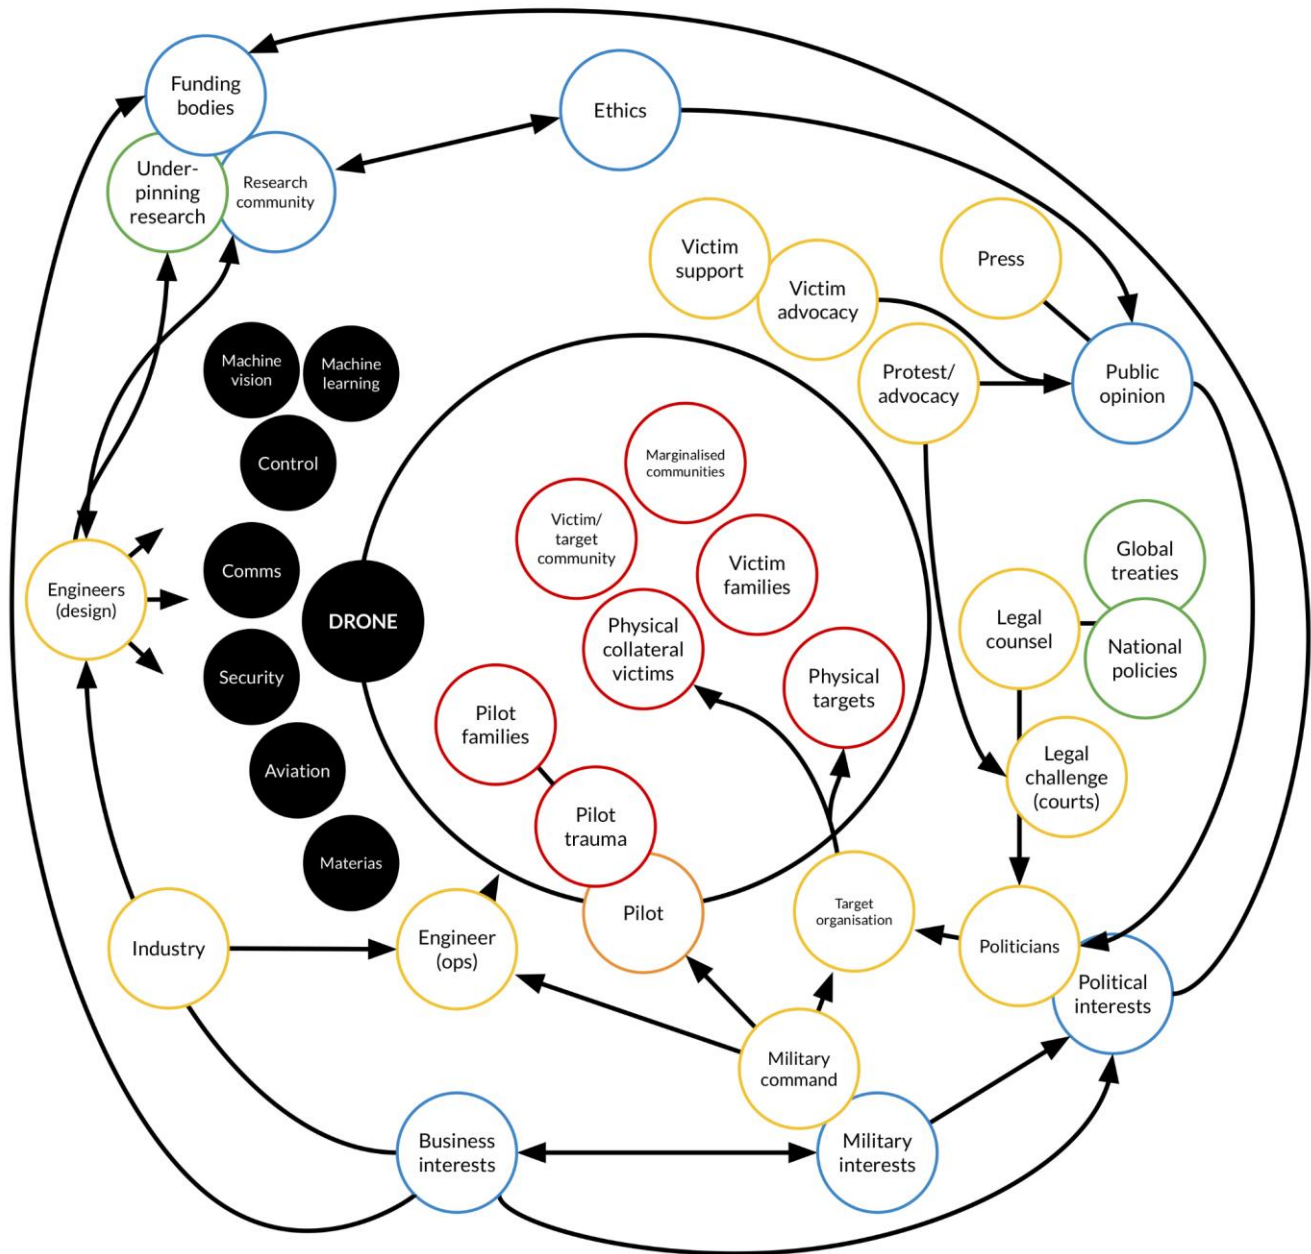 Funding
bodies
Ethics
Under-
pinning
research
Research
community
Victim
support
Victim
advocacy
Press
Machine
vision
Machine
learning
Protest/
advocacy
Public
opinion
Control
Marginalised
communities
Victim/
target
community
Victim
families
Global
treaties
Comms
Engineers
(design)
DRONE
Physical
collateral
victims
Legal
counsel
National
policies
Security
Physical
targets
Pilot
families
Aviation
Legal
challenge
(courts)
Pilot
trauma
Materias
Pilot
Target
organisation
Industry
Engineer
(ops)
Politicians
Political
interests
Military
command
Business
interests
Military
interests